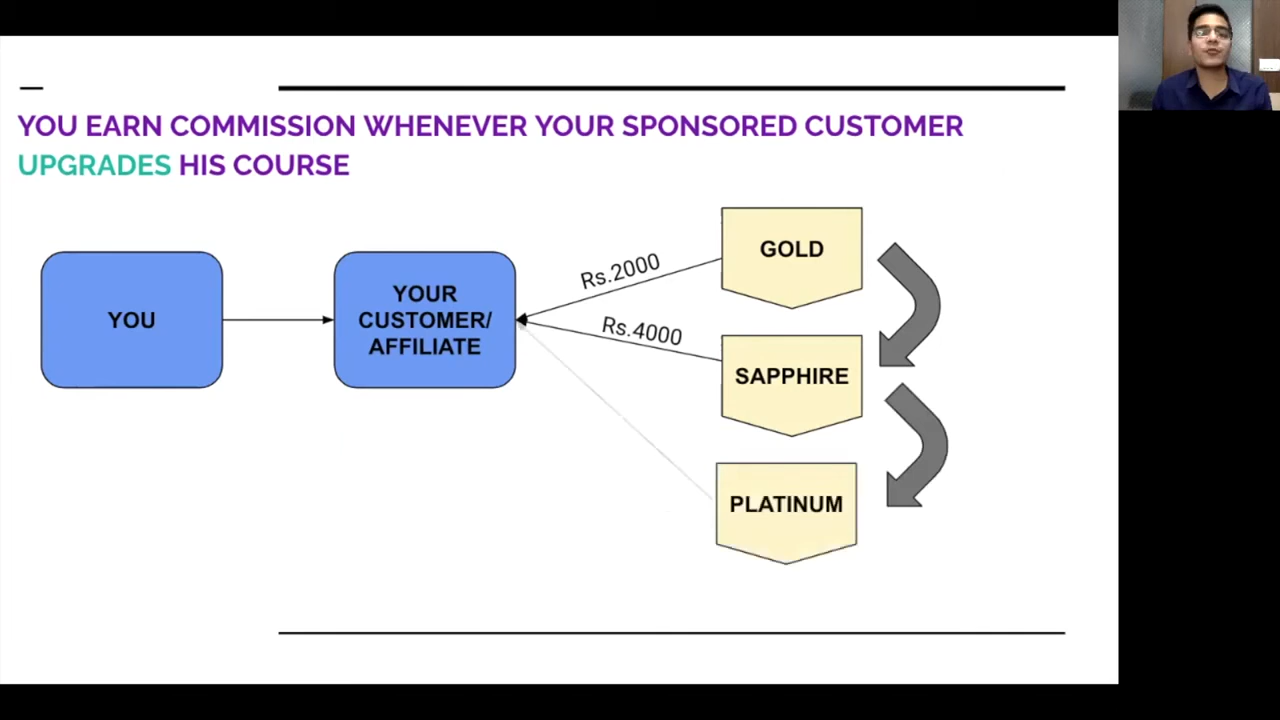 YOU EARN COMMISSION WHENEVER YOUR SPONSORED CUSTOMER
UPGRADES HIS COURSE
YOU
YOUR
CUSTOMER/
AFFILIATE
Rs.2000
Rs.4000
GOLD
SAPPHIRE
PLATINUM